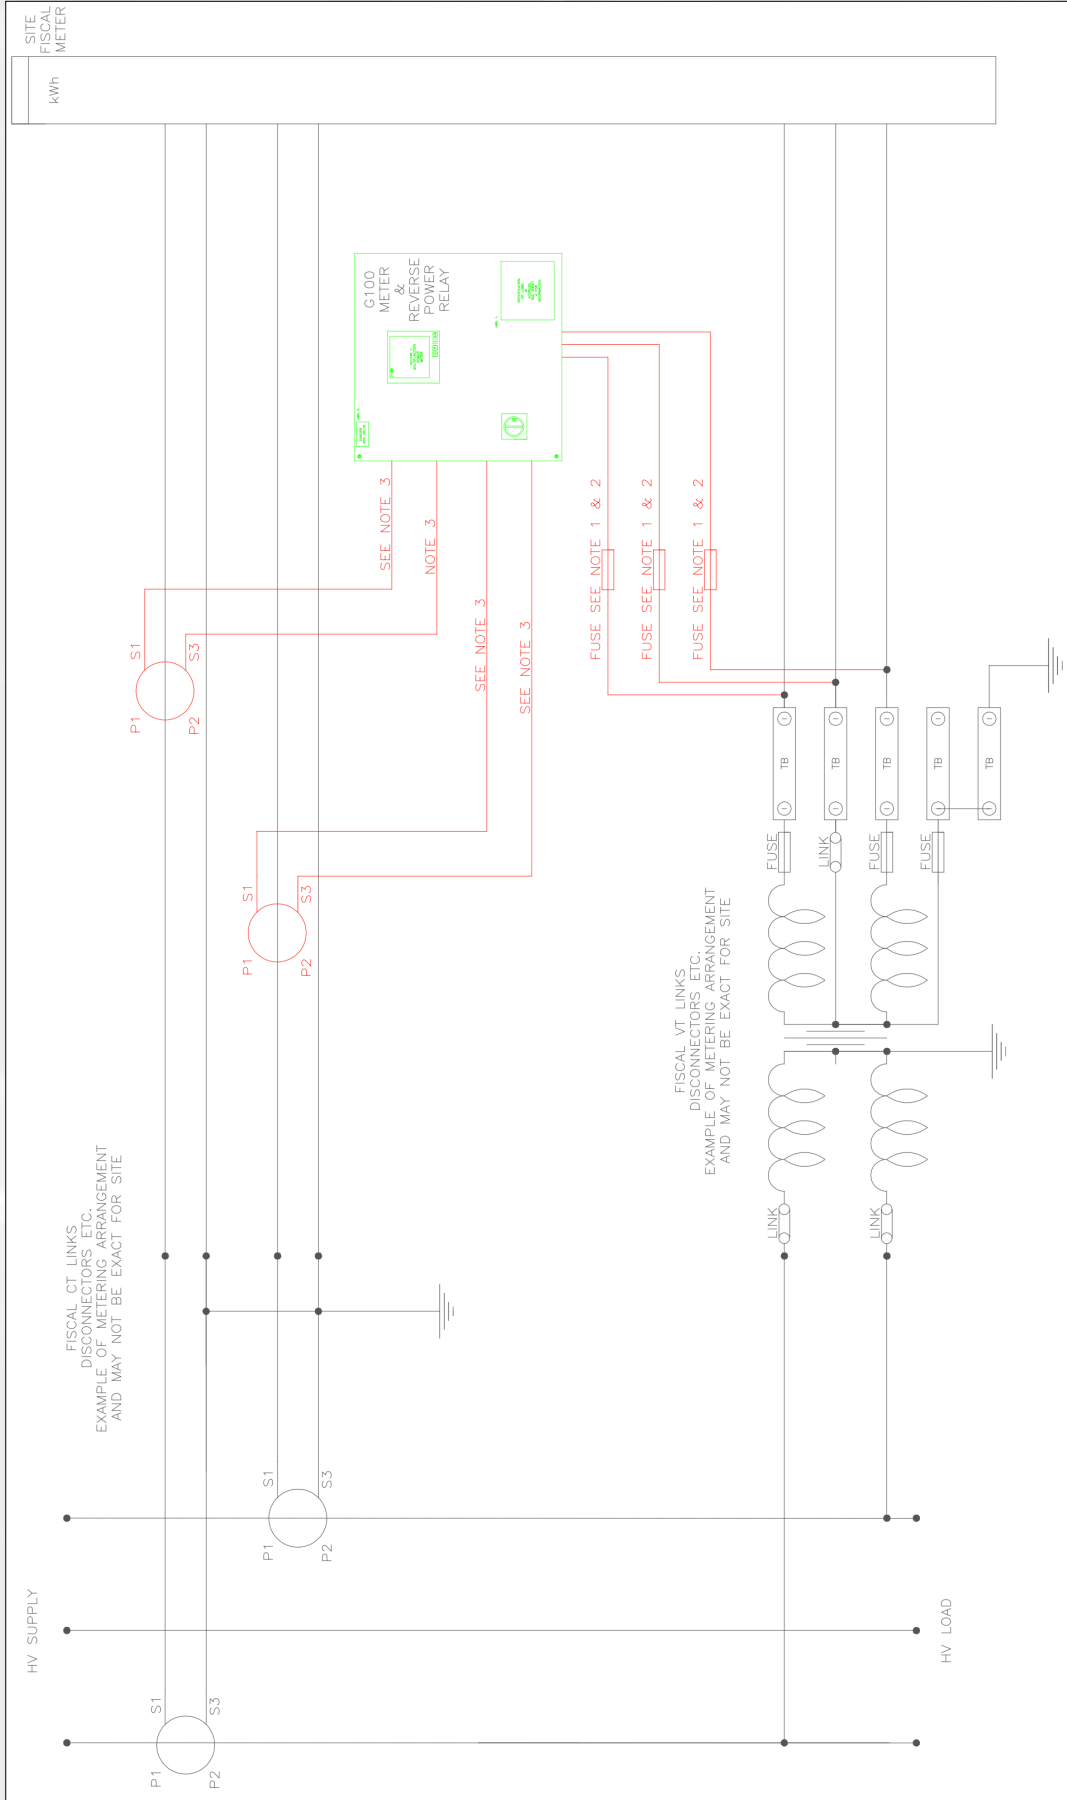 SITE
FISCAL
METER
kWh
G100
METER
&
REVERSE
POWER
RELAY
SEE NOTE 3
NOTE 3
SEE NOTE 3
SEE NOTE 3
FUSE SEE NOTE 1 & 2
FUSE SEE NOTE 1 & 2
FUSE SEE NOTE 1 & 2
S1
S3
P1
P2
S1
S3
P1
P2
TB
TB
TB
TB
TB
FUSE
LINK
FUSE
FUSE
FISCAL VT LINKS
DISCONNECTORS ETC.
EXAMPLE OF METERING ARRANGEMENT
AND MAY NOT BE EXACT FOR SITE
LINK
LINK
FISCAL CT LINKS
DISCONNECTORS ETC.
EXAMPLE OF METERING ARRANGEMENT
AND MAY NOT BE EXACT FOR SITE
S1
S3
P1
P2
HV SUPPLY
HV LOAD
S1
S3
P1
P2